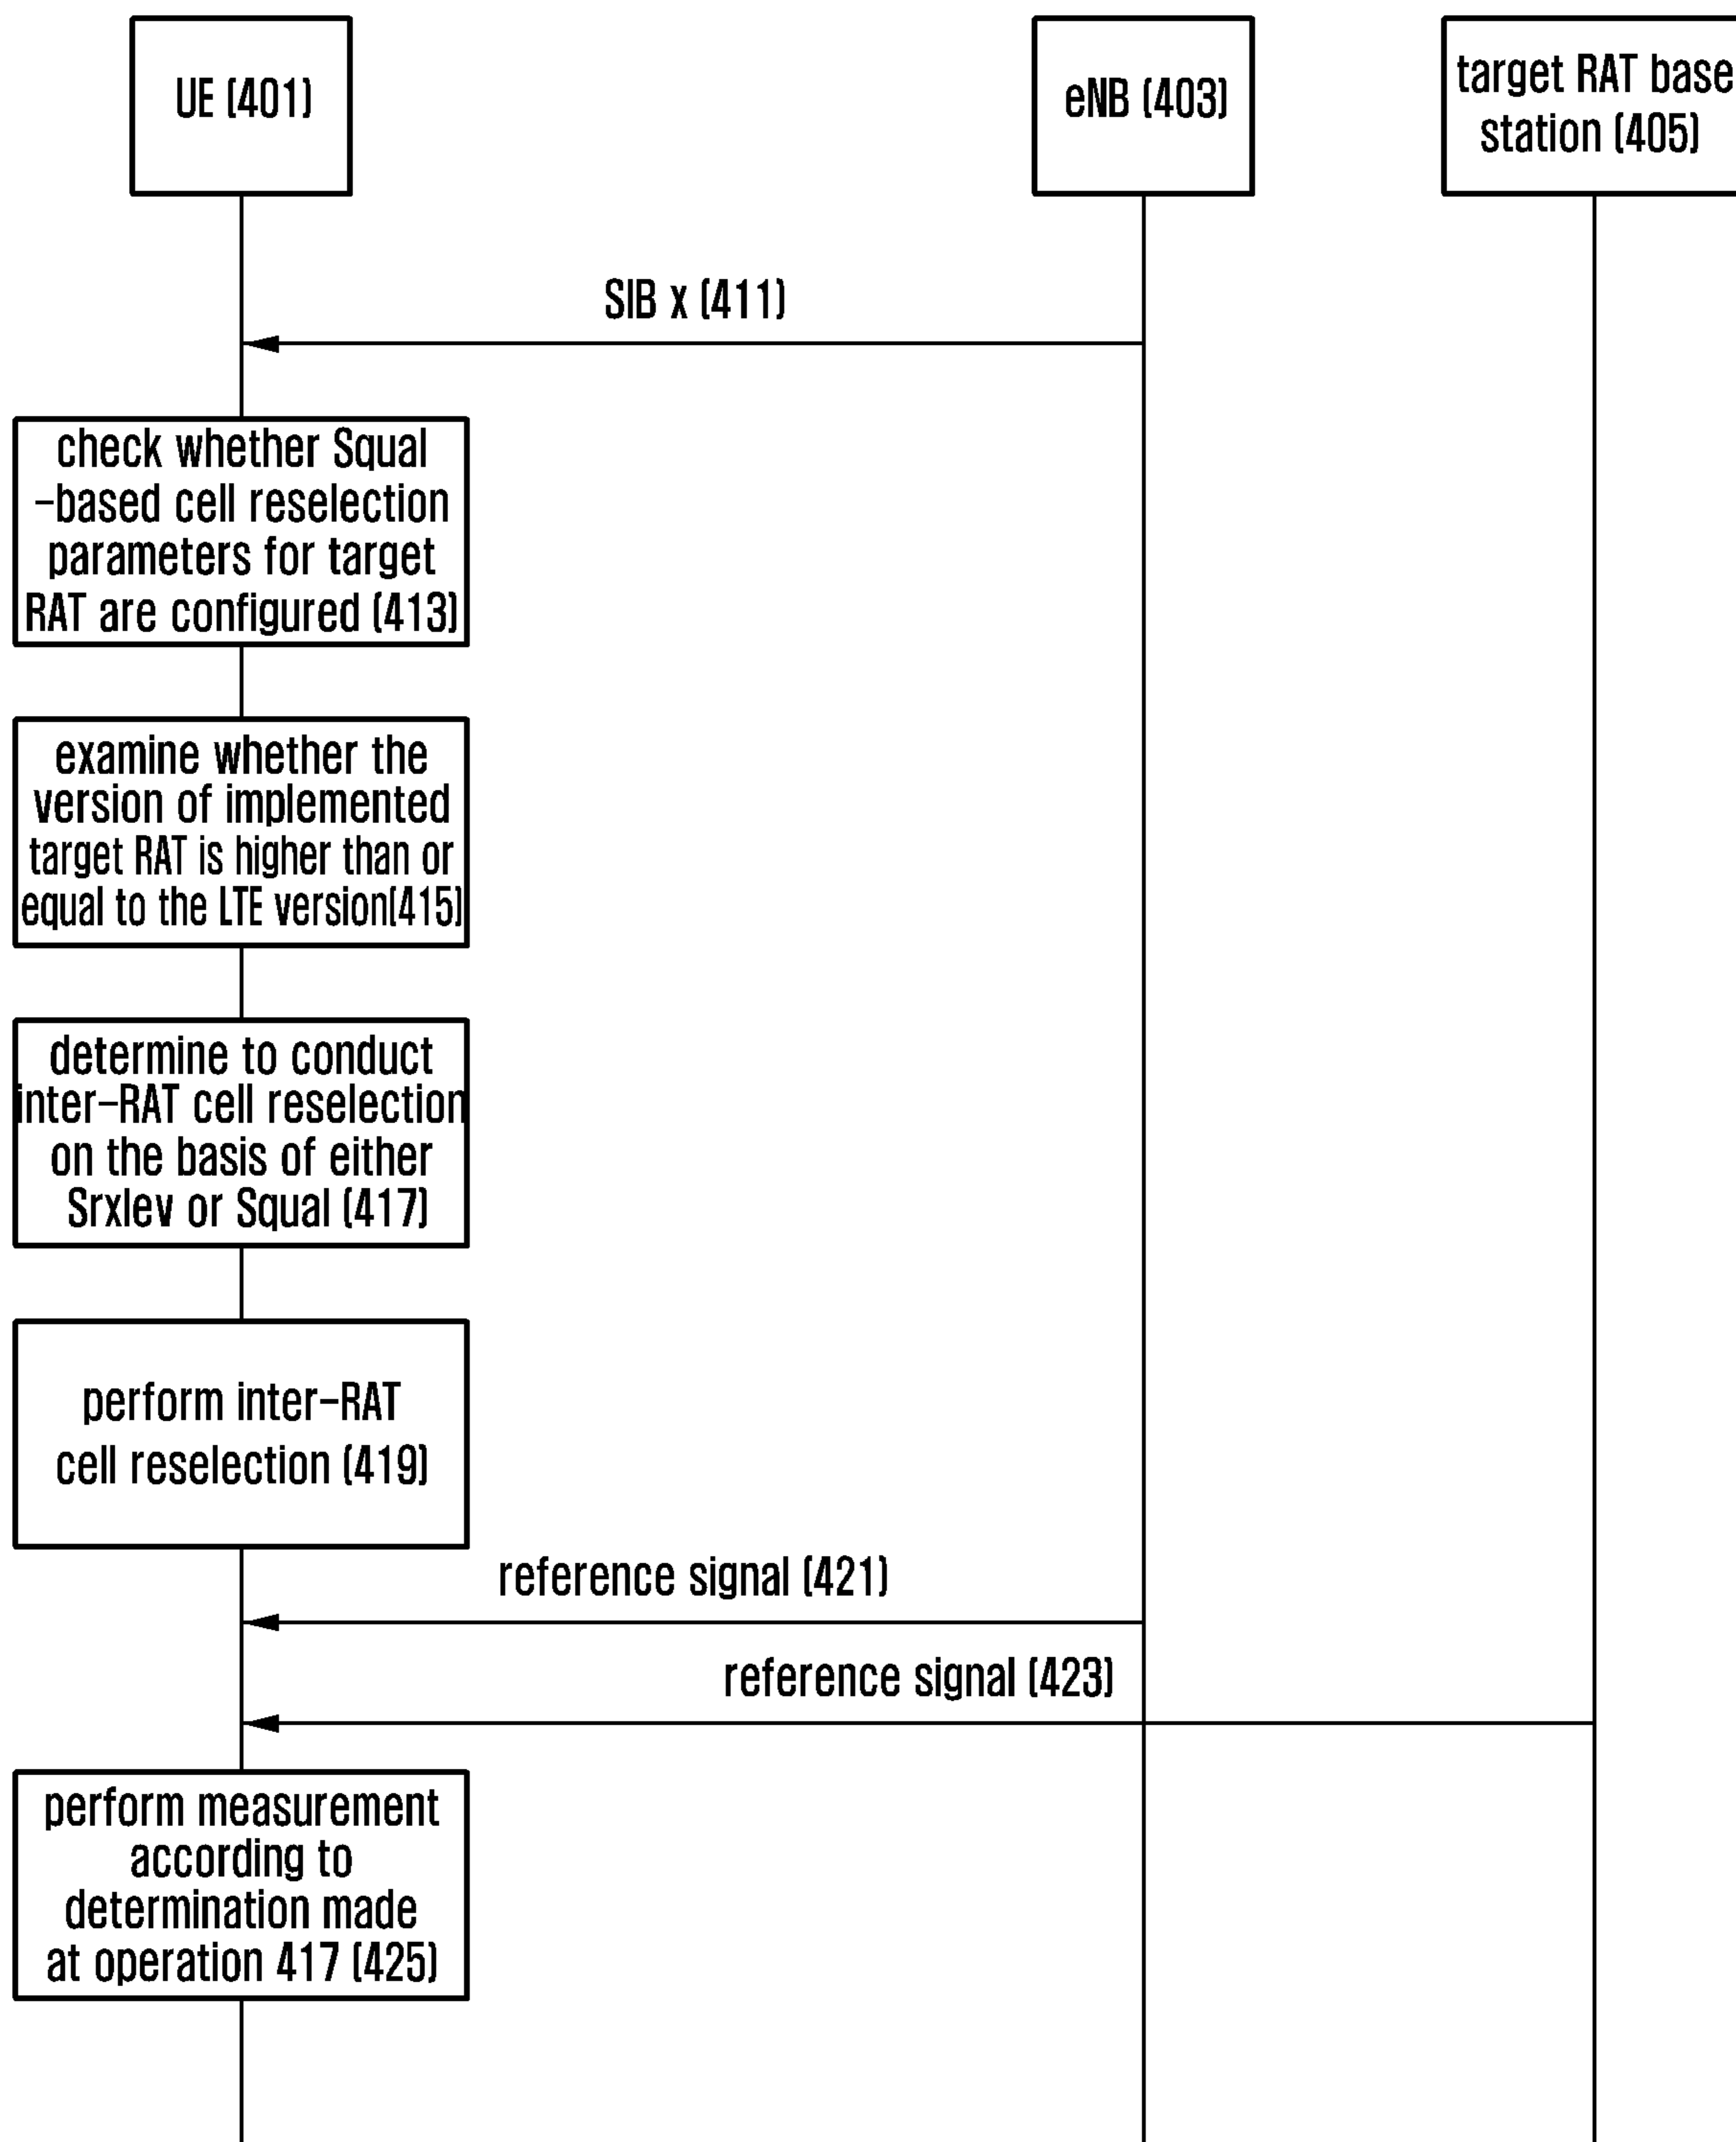 UE (401)
eNB (403)
target RAT base
station (405)
SIB x (411)
check whether Squal
-based cell reselection
parameters for target
RAT are configured (413)
examine whether the
version of implemented
target RAT is higher than or
equal to the LTE version(415)
determine to conduct
inter-RAT cell reselection
on the basis of either
Srxlev or Squal (417)
perform inter-RAT
cell reselection (419)
reference signal (421)
reference signal (423)
perform measurement
according to
determination made
at operation 417 (425)